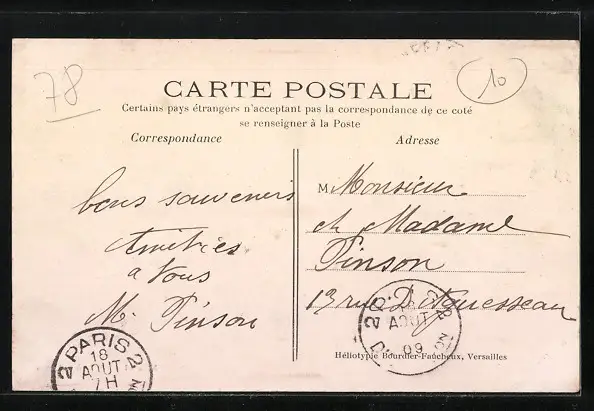 78
10
CARTE POSTALE
Certains pays étrangers n'acceptant pas la correspondance de ce coté
se renseigner à la Poste
Correspondance
Adresse
bons souvenirs
Amitiés
a Vous
M. Pinson
M Monsieur
et Madame
Pinson
13 rue D'Aguesseau
2 PARIS 2
18
AOUT
7H
AOUT
09
Héliotypie Bourdier-Faucheux, Versailles